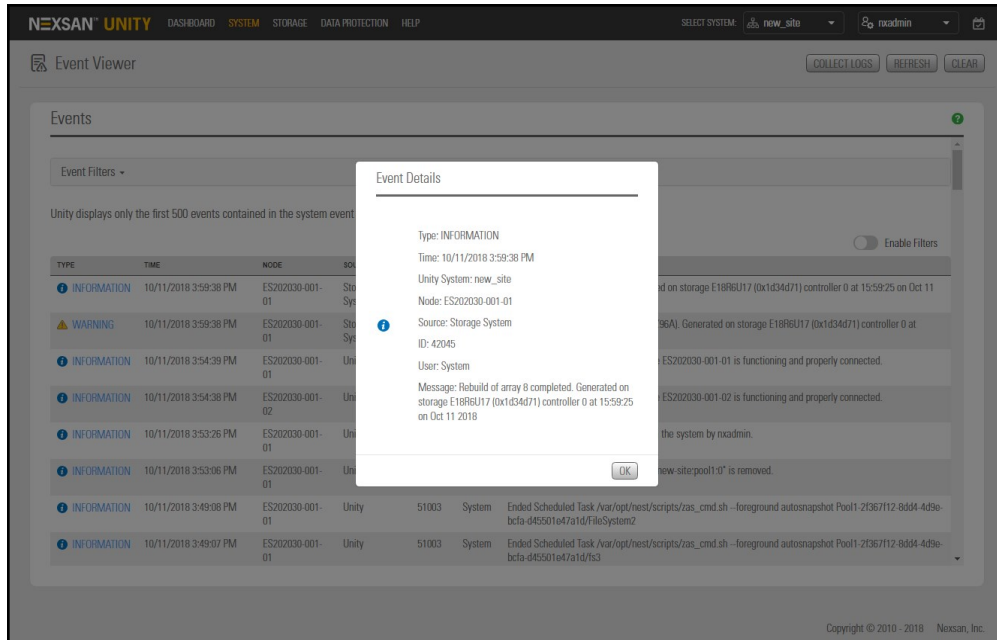 NEXSAN™ UNITY DASHBOARD SYSTEM STORAGE DATA PROTECTION HELP SELECT SYSTEM: new_site nxadmin
Event Viewer COLLECT LOGS REFRESH CLEAR
Events
Event Filters
Unity displays only the first 500 events contained in the system event
Enable Filters
TYPE TIME NODE
INFORMATION 10/11/2018 3:59:38 PM ES202030-001- on storage E18R6U17 (0x1d34d71) controller 0 at 15:59:25 on Oct 11
01
WARNING 10/11/2018 3:59:38 PM ES202030-001- Generated on storage E18R6U17 (0x1d34d71) controller 0 at
01
INFORMATION 10/11/2018 3:54:39 PM ES202030-001- ES202030-001-01 is functioning and properly connected.
01
INFORMATION 10/11/2018 3:54:38 PM ES202030-001- ES202030-001-02 is functioning and properly connected.
02
INFORMATION 10/11/2018 3:53:26 PM ES202030-001- the system by nxadmin.
01
INFORMATION 10/11/2018 3:53:06 PM ES202030-001- new-site:pool1:0" is removed.
01
INFORMATION 10/11/2018 3:49:08 PM ES202030-001- Unity 51003 System Ended Scheduled Task /var/opt/nest/scripts/zas_cmd.sh --foreground autosnapshot Pool1-2f367f12-8dd4-4d9e-
01 bcfa-d45501e47a1d/FileSystem2
INFORMATION 10/11/2018 3:49:07 PM ES202030-001- Unity 51003 System Ended Scheduled Task /var/opt/nest/scripts/zas_cmd.sh --foreground autosnapshot Pool1-2f367f12-8dd4-4d9e-
01 bcfa-d45501e47a1d/fs3
Event Details
Type: INFORMATION
Time: 10/11/2018 3:59:38 PM
Unity System: new_site
Node: ES202030-001-01
Source: Storage System
ID: 42045
User: System
Message: Rebuild of array 8 completed. Generated on
storage E18R6U17 (0x1d34d71) controller 0 at 15:59:25
on Oct 11 2018
OK
Copyright © 2010 - 2018 Nexsan, Inc.